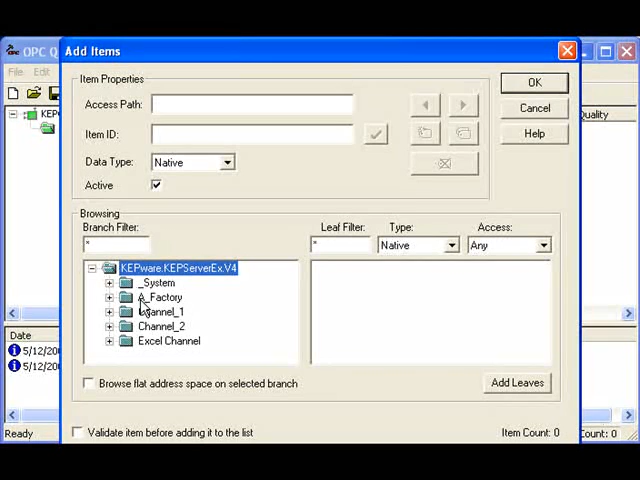 OPC Q
Add Items
File Edit
Item Properties
Access Path:
OK
Item ID:
Cancel
Data Type: Native
Help
Active
Quality
Browsing
Branch Filter:
Leaf Filter: Type: Access:
* * Native Any
KEPware.KEPServerEx.V4
_System
A_Factory
Channel_1
Channel_2
Excel Channel
Date
5/12/20
5/12/20
Browse flat address space on selected branch
Add Leaves
Validate item before adding it to the list
Item Count: 0
Ready
Count: 0